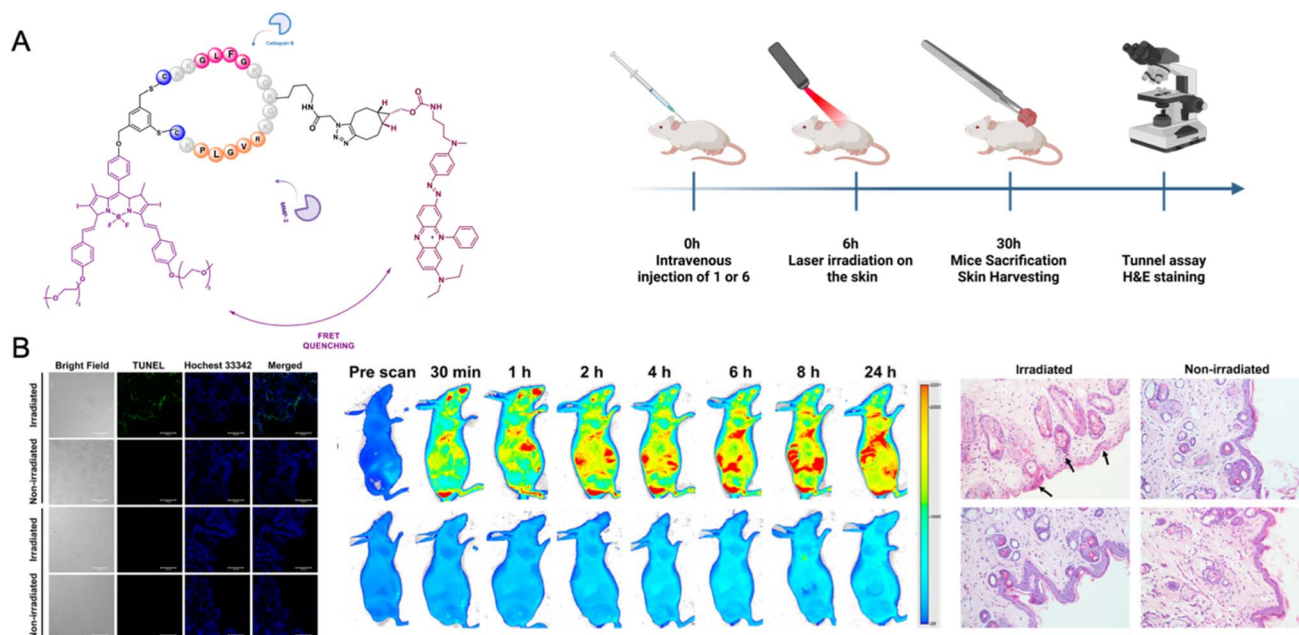 A
Cathepsin B
C
G
L
F
G
S
S
C
P
L
G
V
R
MMP-2
O
H
H
N
O
N
N=N
O
H
N
O
N
N
N
N
N
+
N
I
I
N
N
B
F
F
O
O
O
3
O
O
3
FRET
QUENCHING
0h
Intravenous
injection of 1 or 6
6h
Laser irradiation on
the skin
30h
Mice Sacrification
Skin Harvesting
Tunnel assay
H&E staining
B
Bright Field TUNEL Hochest 33342 Merged
Irradiated
Non-irradiated
Irradiated
Non-irradiated
Pre scan 30 min 1 h 2 h 4 h 6 h 8 h 24 h
Irradiated Non-irradiated